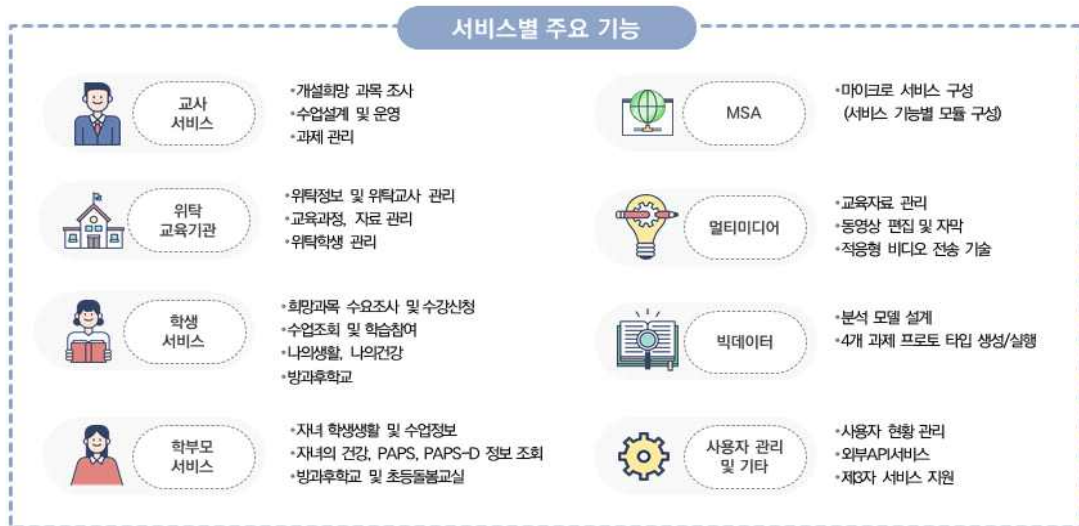 서비스별 주요 기능
교사
서비스
•개설희망 과목 조사
•수업설계 및 운영
•과제 관리
위탁
교육기관
•위탁정보 및 위탁교사 관리
•교육과정, 자료 관리
•위탁학생 관리
학생
서비스
•희망과목 수요조사 및 수강신청
•수업조회 및 학습참여
•나의생활, 나의건강
•방과후학교
학부모
서비스
•자녀 학생생활 및 수업정보
•자녀의 건강, PAPS, PAPS-D 정보 조회
•방과후학교 및 초등돌봄교실
MSA
•마이크로 서비스 구성
(서비스 기능별 모듈 구성)
멀티미디어
•교육자료 관리
•동영상 편집 및 자막
•적응형 비디오 전송 기술
빅데이터
•분석 모델 설계
•4개 과제 프로토 타입 생성/실행
사용자 관리
및 기타
•사용자 현황 관리
•외부API서비스
•제3자 서비스 지원